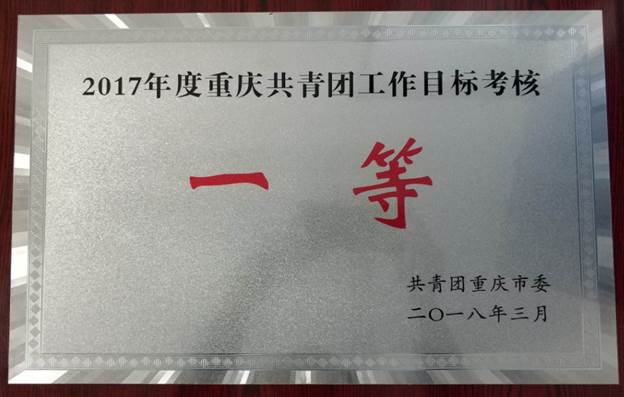 2017年度重庆共青团工作目标考核
一等
共青团重庆市委
二〇一八年三月